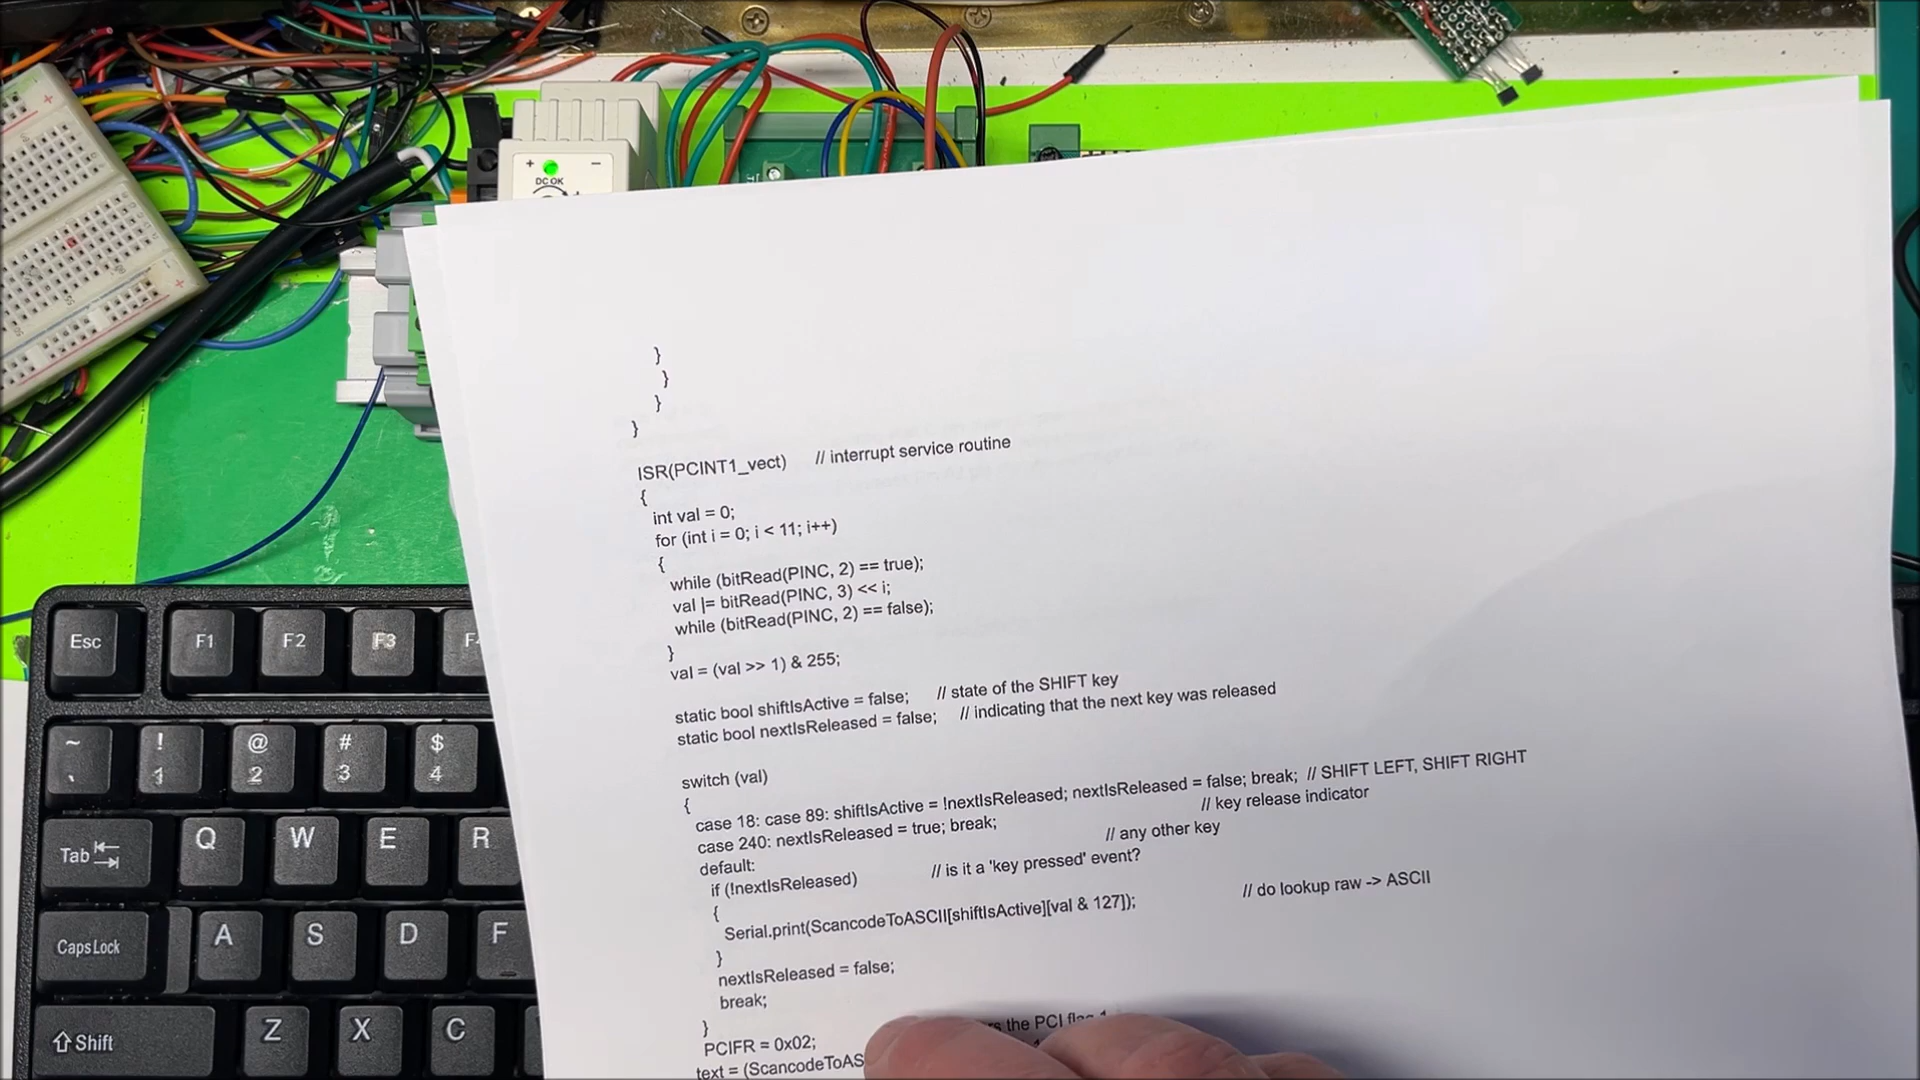 + −
DC OK
}
}
}
}
ISR(PCINT1_vect) // interrupt service routine
{
int val = 0;
for (int i = 0; i < 11; i++)
{
while (bitRead(PINC, 2) == true);
val |= bitRead(PINC, 3) << i;
while (bitRead(PINC, 2) == false);
}
val = (val >> 1) & 255;
static bool shiftIsActive = false; // state of the SHIFT key
static bool nextIsReleased = false; // indicating that the next key was released
switch (val)
{
case 18: case 89: shiftIsActive = !nextIsReleased; nextIsReleased = false; break; // SHIFT LEFT, SHIFT RIGHT
case 240: nextIsReleased = true; break; // key release indicator
default: // any other key
if (!nextIsReleased) // is it a 'key pressed' event?
{
Serial.print(ScancodeToASCII[shiftIsActive][val & 127]); // do lookup raw -> ASCII
}
nextIsReleased = false;
break;
}
PCIFR = 0x02; the PCI
text = (ScancodeToAS
Esc F1 F2 F3
~ ! @ # $
` 1 2 3 4
Tab Q W E R
Caps Lock A S D F
Shift Z X C